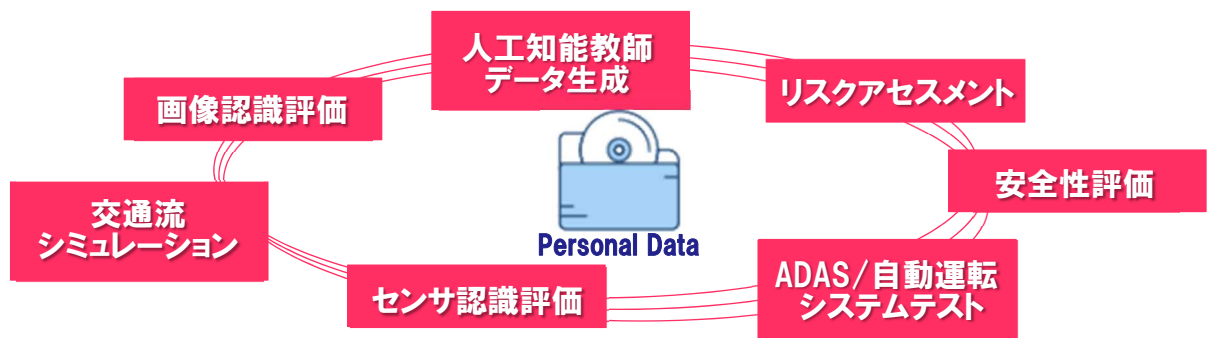 人工知能教師
データ生成
リスクアセスメント
画像認識評価
安全性評価
交通流
シミュレーション
Personal Data
ADAS/自動運転
システムテスト
センサ認識評価